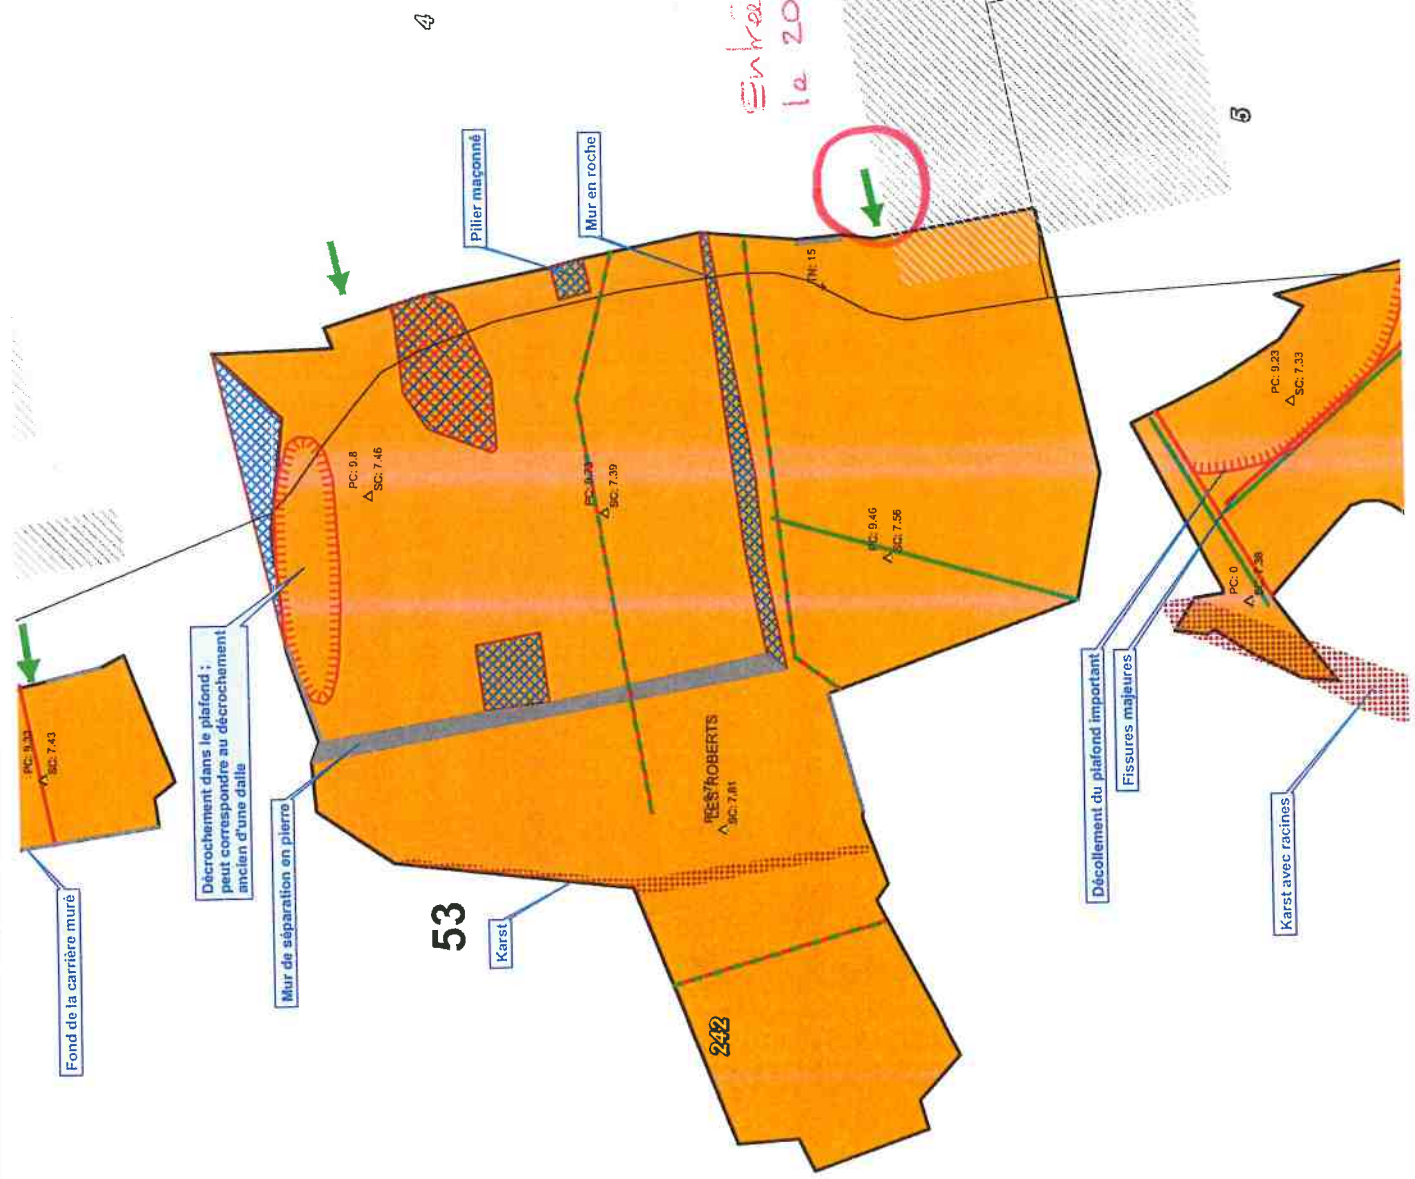 4
Entrée
la 20
5
Pilier maçonné
Mur en roche
TN: 15
PC: 9.8
SC: 7.46
SC: 7.39
PC: 9.46
SC: 7.56
PC: 9.23
SC: 7.33
PC: 0
PC: 9.33
SC: 7.43
Décrochement dans le plafond ;
peut correspondre au décrochement
ancien d'une dalle
Mur de séparation en pierre
Fond de la carrière muré
53
Karst
LES ROBERTS
SC: 7.81
242
Décollement du plafond important
Fissures majeures
Karst avec racines